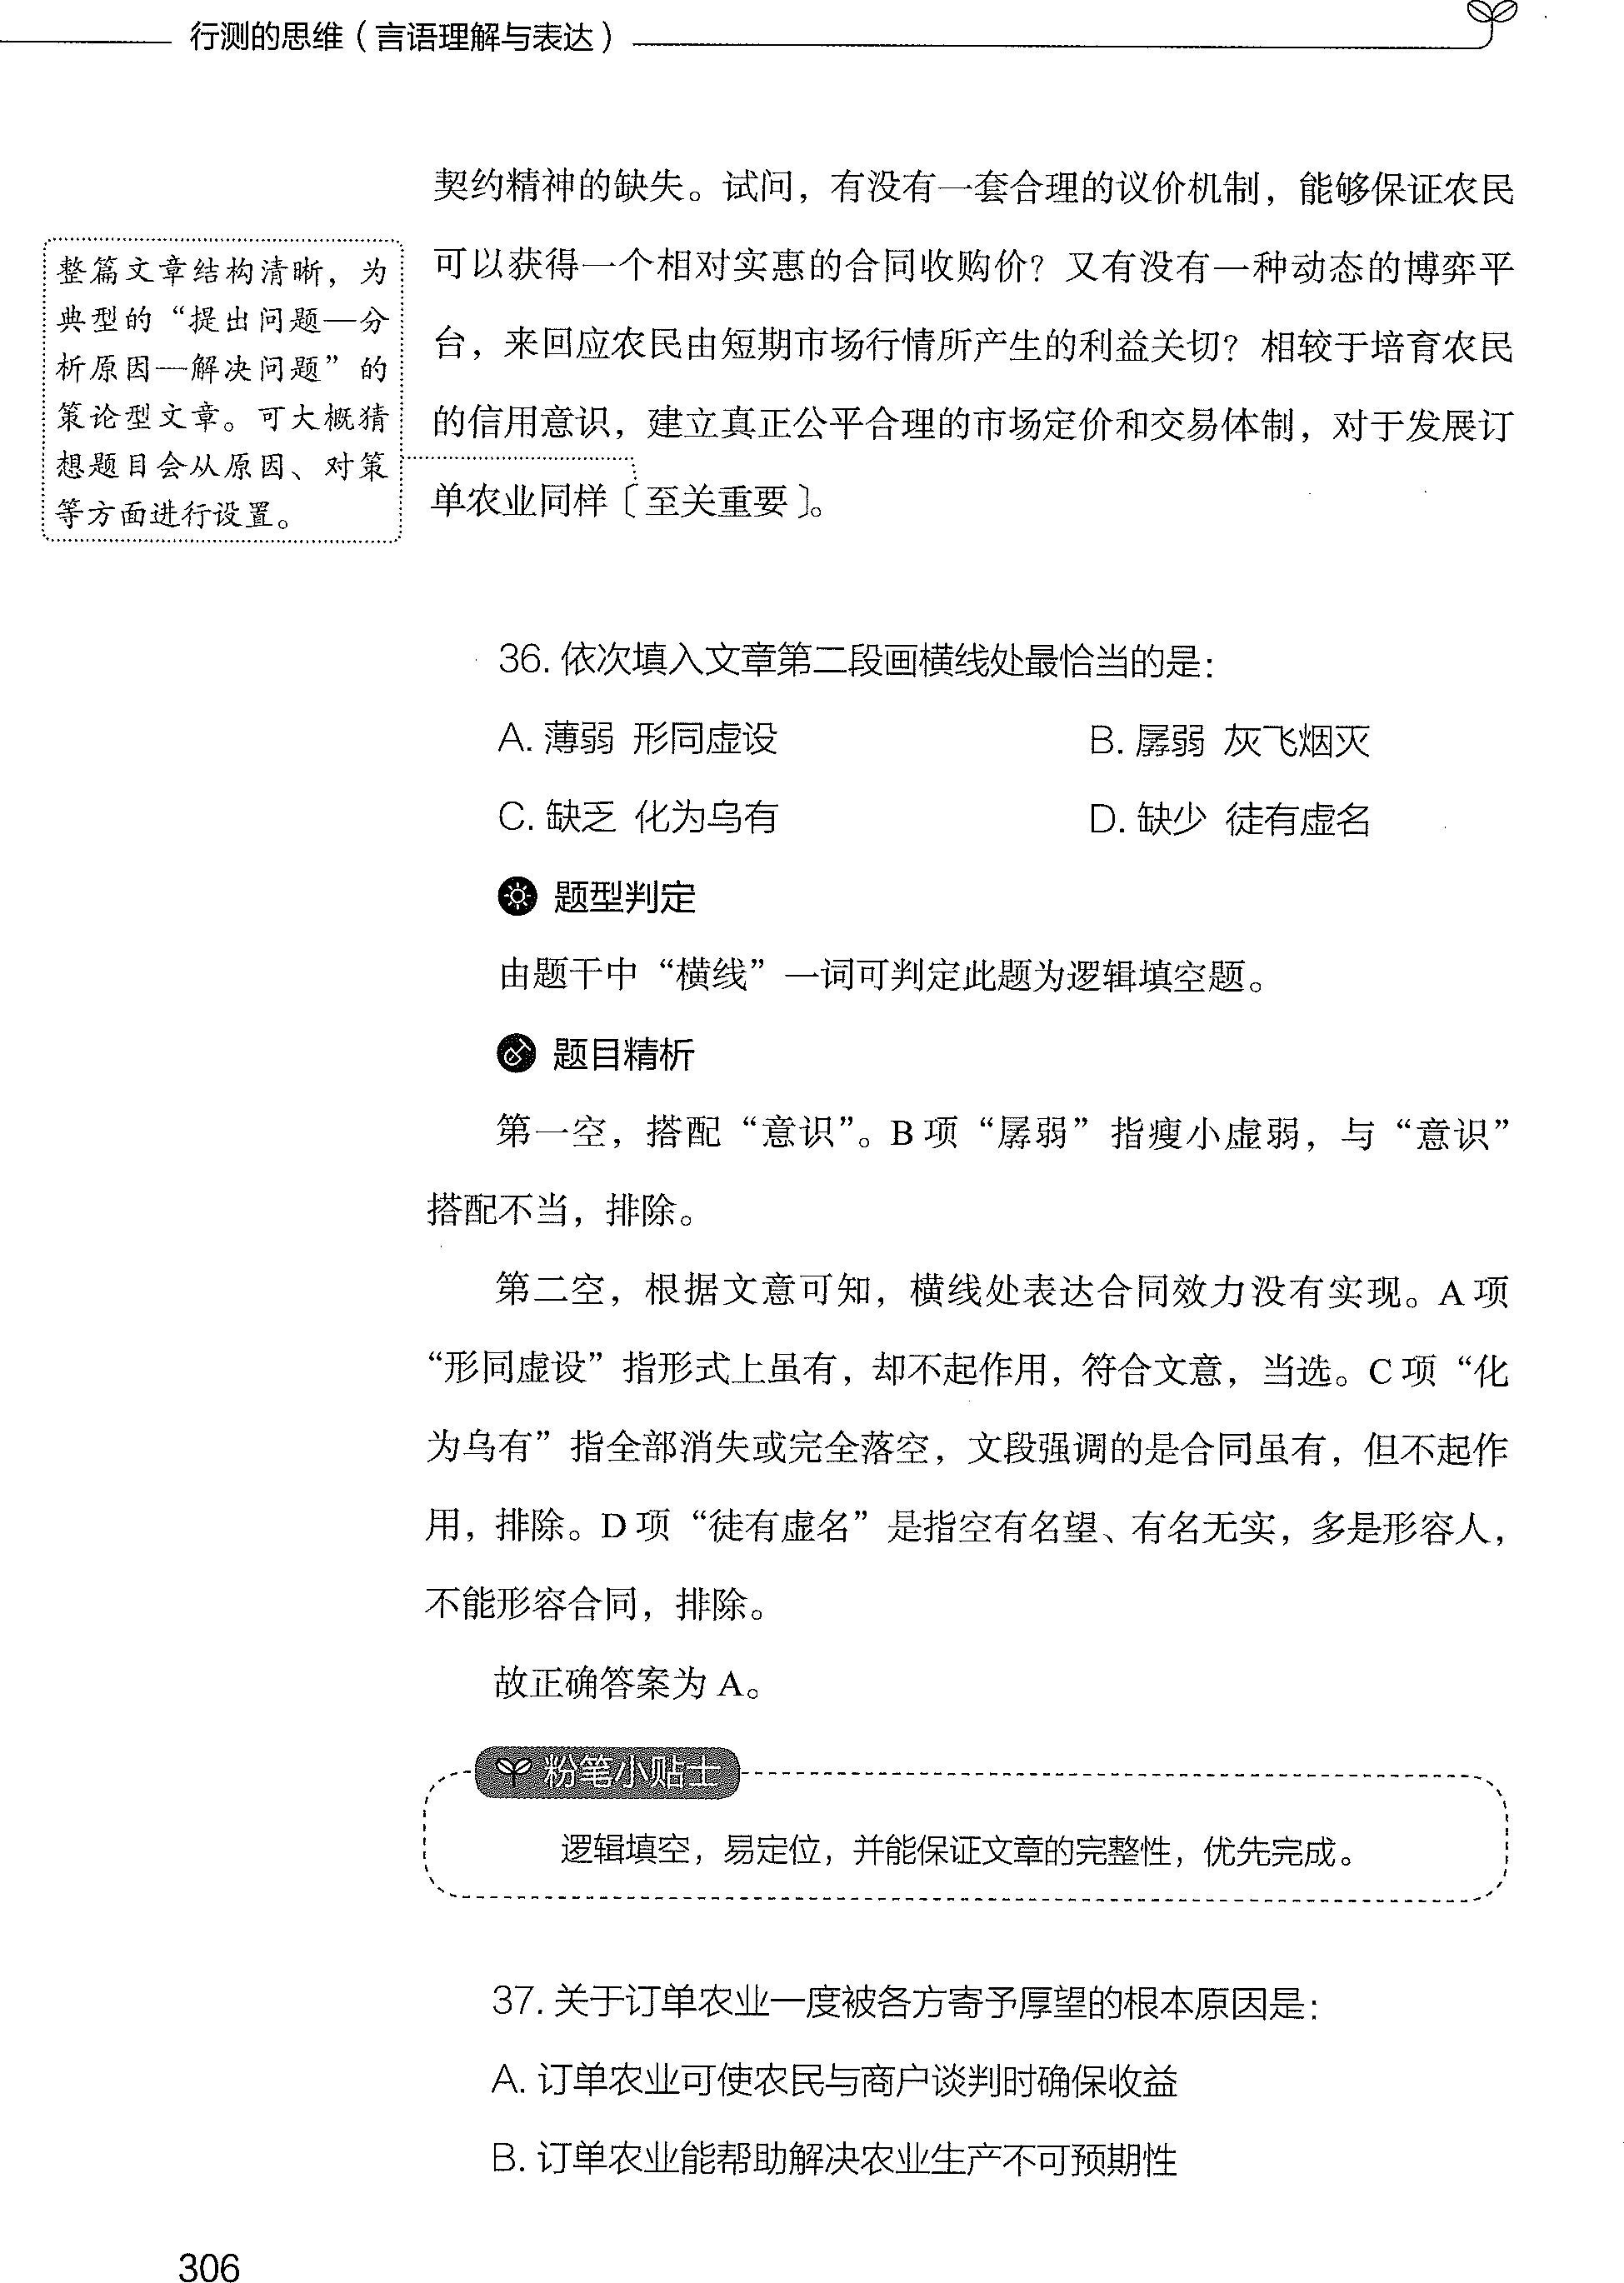 行测的思维（言语理解与表达）
契约精神的缺失。试问，有没有一套合理的议价机制，能够保证农民
可以获得一个相对实惠的合同收购价？又有没有一种动态的博弈平
台，来回应农民由短期市场行情所产生的利益关切？相较于培育农民
的信用意识，建立真正公平合理的市场定价和交易体制，对于发展订
单农业同样〔至关重要〕。
整篇文章结构清晰，为
典型的“提出问题—分
析原因—解决问题”的
策论型文章。可大概猜
想题目会从原因、对策
等方面进行设置。
36. 依次填入文章第二段画横线处最恰当的是：
A. 薄弱 形同虚设
B. 孱弱 灰飞烟灭
C. 缺乏 化为乌有
D. 缺少 徒有虚名
题型判定
由题干中“横线”一词可判定此题为逻辑填空题。
题目精析
第一空，搭配“意识”。B 项“孱弱”指瘦小虚弱，与“意识”
搭配不当，排除。
第二空，根据文意可知，横线处表达合同效力没有实现。A 项
“形同虚设”指形式上虽有，却不起作用，符合文意，当选。C 项“化
为乌有”指全部消失或完全落空，文段强调的是合同虽有，但不起作
用，排除。D 项“徒有虚名”是指空有名望、有名无实，多是形容人，
不能形容合同，排除。
故正确答案为 A。
粉笔小贴士
逻辑填空，易定位，并能保证文章的完整性，优先完成。
37. 关于订单农业一度被各方寄予厚望的根本原因是：
A. 订单农业可使农民与商户谈判时确保收益
B. 订单农业能帮助解决农业生产不可预期性
306